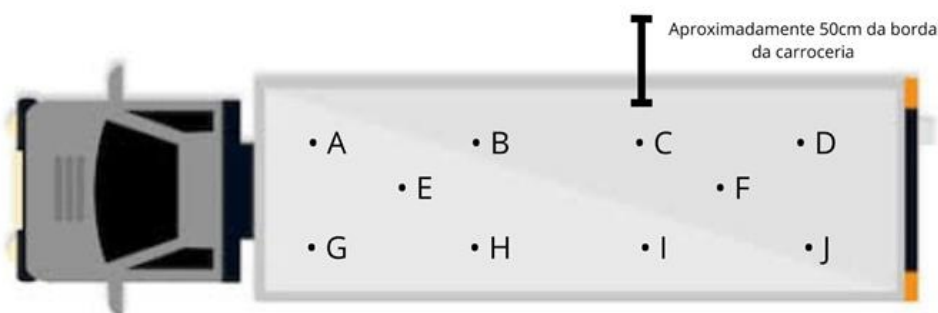 Aproximadamente 50cm da borda
da carroceria
• A • B • C • D
• E • F
• G • H • I • J